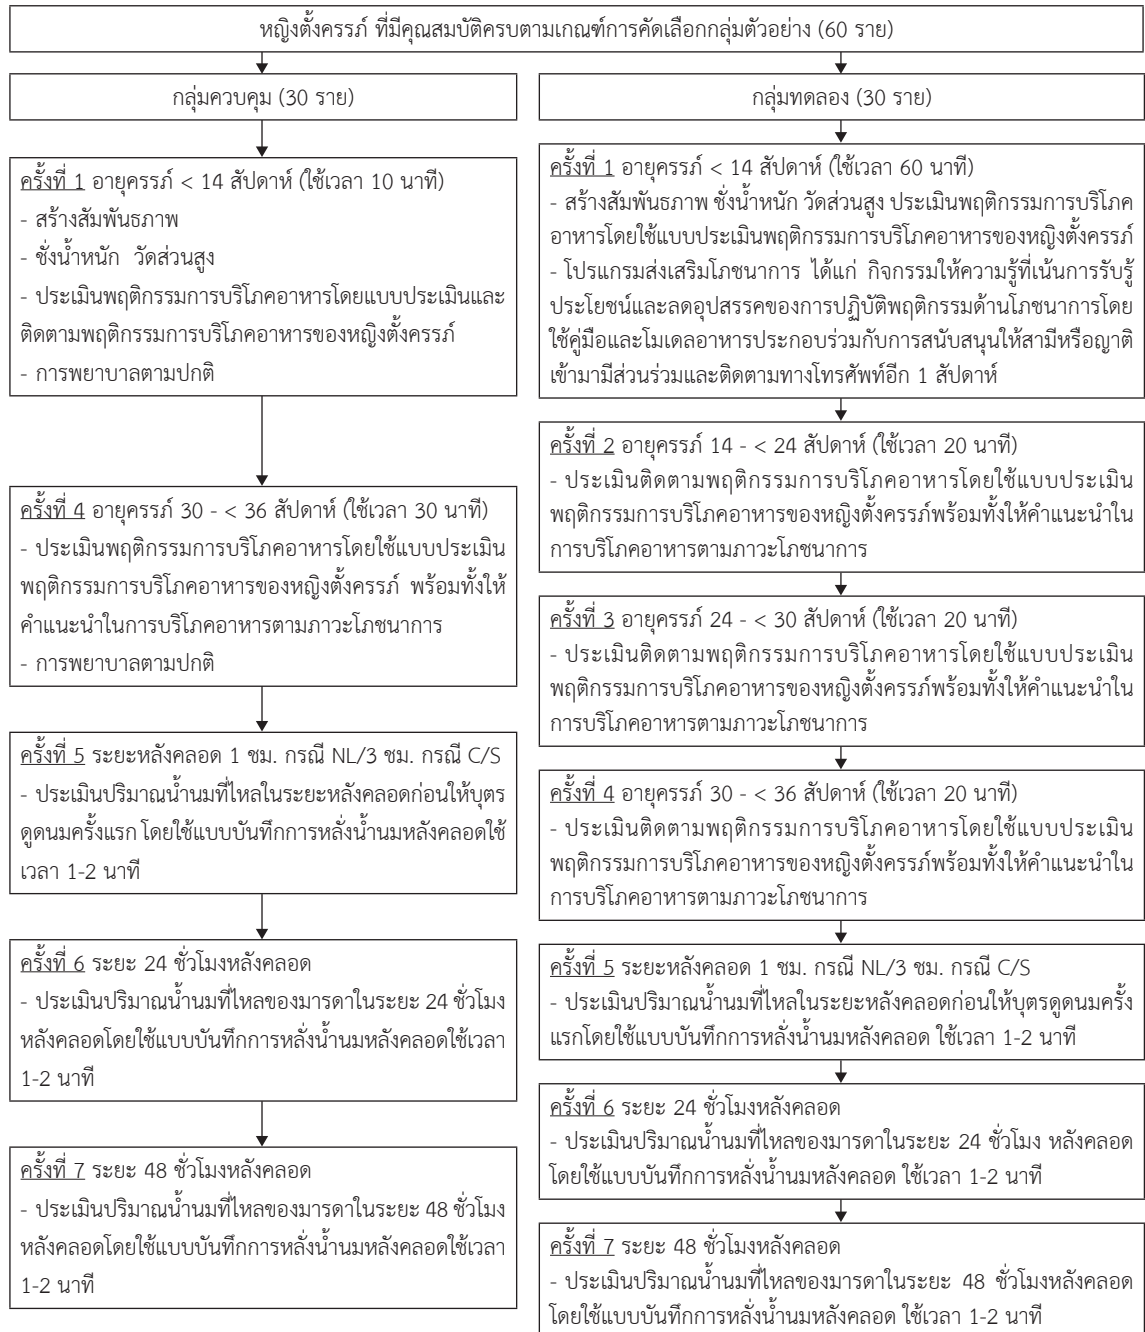 หญิงตั้งครรภ์ ที่มีคุณสมบัติครบตามเกณฑ์การคัดเลือกกลุ่มตัวอย่าง (60 ราย)
กลุ่มควบคุม (30 ราย)
ครั้งที่ 1 อายุครรภ์ < 14 สัปดาห์ (ใช้เวลา 10 นาที)
- สร้างสัมพันธภาพ
- ชั่งน้ำหนัก วัดส่วนสูง
- ประเมินพฤติกรรมการบริโภคอาหารโดยแบบประเมินและ
ติดตามพฤติกรรมการบริโภคอาหารของหญิงตั้งครรภ์
- การพยาบาลตามปกติ
ครั้งที่ 4 อายุครรภ์ 30 - < 36 สัปดาห์ (ใช้เวลา 30 นาที)
- ประเมินพฤติกรรมการบริโภคอาหารโดยใช้แบบประเมิน
พฤติกรรมการบริโภคอาหารของหญิงตั้งครรภ์ พร้อมทั้งให้
คำแนะนำในการบริโภคอาหารตามภาวะโภชนาการ
- การพยาบาลตามปกติ
ครั้งที่ 5 ระยะหลังคลอด 1 ชม. กรณี NL/3 ชม. กรณี C/S
- ประเมินปริมาณน้ำนมที่ไหลในระยะหลังคลอดก่อนให้บุตร
ดูดนมครั้งแรก โดยใช้แบบบันทึกการหลั่งน้ำนมหลังคลอดใช้
เวลา 1-2 นาที
ครั้งที่ 6 ระยะ 24 ชั่วโมงหลังคลอด
- ประเมินปริมาณน้ำนมที่ไหลของมารดาในระยะ 24 ชั่วโมง
หลังคลอดโดยใช้แบบบันทึกการหลั่งน้ำนมหลังคลอดใช้เวลา
1-2 นาที
ครั้งที่ 7 ระยะ 48 ชั่วโมงหลังคลอด
- ประเมินปริมาณน้ำนมที่ไหลของมารดาในระยะ 48 ชั่วโมง
หลังคลอดโดยใช้แบบบันทึกการหลั่งน้ำนมหลังคลอดใช้เวลา
1-2 นาที
กลุ่มทดลอง (30 ราย)
ครั้งที่ 1 อายุครรภ์ < 14 สัปดาห์ (ใช้เวลา 60 นาที)
- สร้างสัมพันธภาพ ชั่งน้ำหนัก วัดส่วนสูง ประเมินพฤติกรรมการบริโภค
อาหารโดยใช้แบบประเมินพฤติกรรมการบริโภคอาหารของหญิงตั้งครรภ์
- โปรแกรมส่งเสริมโภชนาการ ได้แก่ กิจกรรมให้ความรู้ที่เน้นการรับรู้
ประโยชน์และลดอุปสรรคของการปฏิบัติพฤติกรรมด้านโภชนาการโดย
ใช้คู่มือและโมเดลอาหารประกอบร่วมกับการสนับสนุนให้สามีหรือญาติ
เข้ามามีส่วนร่วมและติดตามทางโทรศัพท์อีก 1 สัปดาห์
ครั้งที่ 2 อายุครรภ์ 14 - < 24 สัปดาห์ (ใช้เวลา 20 นาที)
- ประเมินติดตามพฤติกรรมการบริโภคอาหารโดยใช้แบบประเมิน
พฤติกรรมการบริโภคอาหารของหญิงตั้งครรภ์พร้อมทั้งให้คำแนะนำใน
การบริโภคอาหารตามภาวะโภชนาการ
ครั้งที่ 3 อายุครรภ์ 24 - < 30 สัปดาห์ (ใช้เวลา 20 นาที)
- ประเมินติดตามพฤติกรรมการบริโภคอาหารโดยใช้แบบประเมิน
พฤติกรรมการบริโภคอาหารของหญิงตั้งครรภ์พร้อมทั้งให้คำแนะนำใน
การบริโภคอาหารตามภาวะโภชนาการ
ครั้งที่ 4 อายุครรภ์ 30 - < 36 สัปดาห์ (ใช้เวลา 20 นาที)
- ประเมินติดตามพฤติกรรมการบริโภคอาหารโดยใช้แบบประเมิน
พฤติกรรมการบริโภคอาหารของหญิงตั้งครรภ์พร้อมทั้งให้คำแนะนำใน
การบริโภคอาหารตามภาวะโภชนาการ
ครั้งที่ 5 ระยะหลังคลอด 1 ชม. กรณี NL/3 ชม. กรณี C/S
- ประเมินปริมาณน้ำนมที่ไหลในระยะหลังคลอดก่อนให้บุตรดูดนมครั้ง
แรกโดยใช้แบบบันทึกการหลั่งน้ำนมหลังคลอด ใช้เวลา 1-2 นาที
ครั้งที่ 6 ระยะ 24 ชั่วโมงหลังคลอด
- ประเมินปริมาณน้ำนมที่ไหลของมารดาในระยะ 24 ชั่วโมง หลังคลอด
โดยใช้แบบบันทึกการหลั่งน้ำนมหลังคลอด ใช้เวลา 1-2 นาที
ครั้งที่ 7 ระยะ 48 ชั่วโมงหลังคลอด
- ประเมินปริมาณน้ำนมที่ไหลของมารดาในระยะ 48 ชั่วโมงหลังคลอด
โดยใช้แบบบันทึกการหลั่งน้ำนมหลังคลอด ใช้เวลา 1-2 นาที